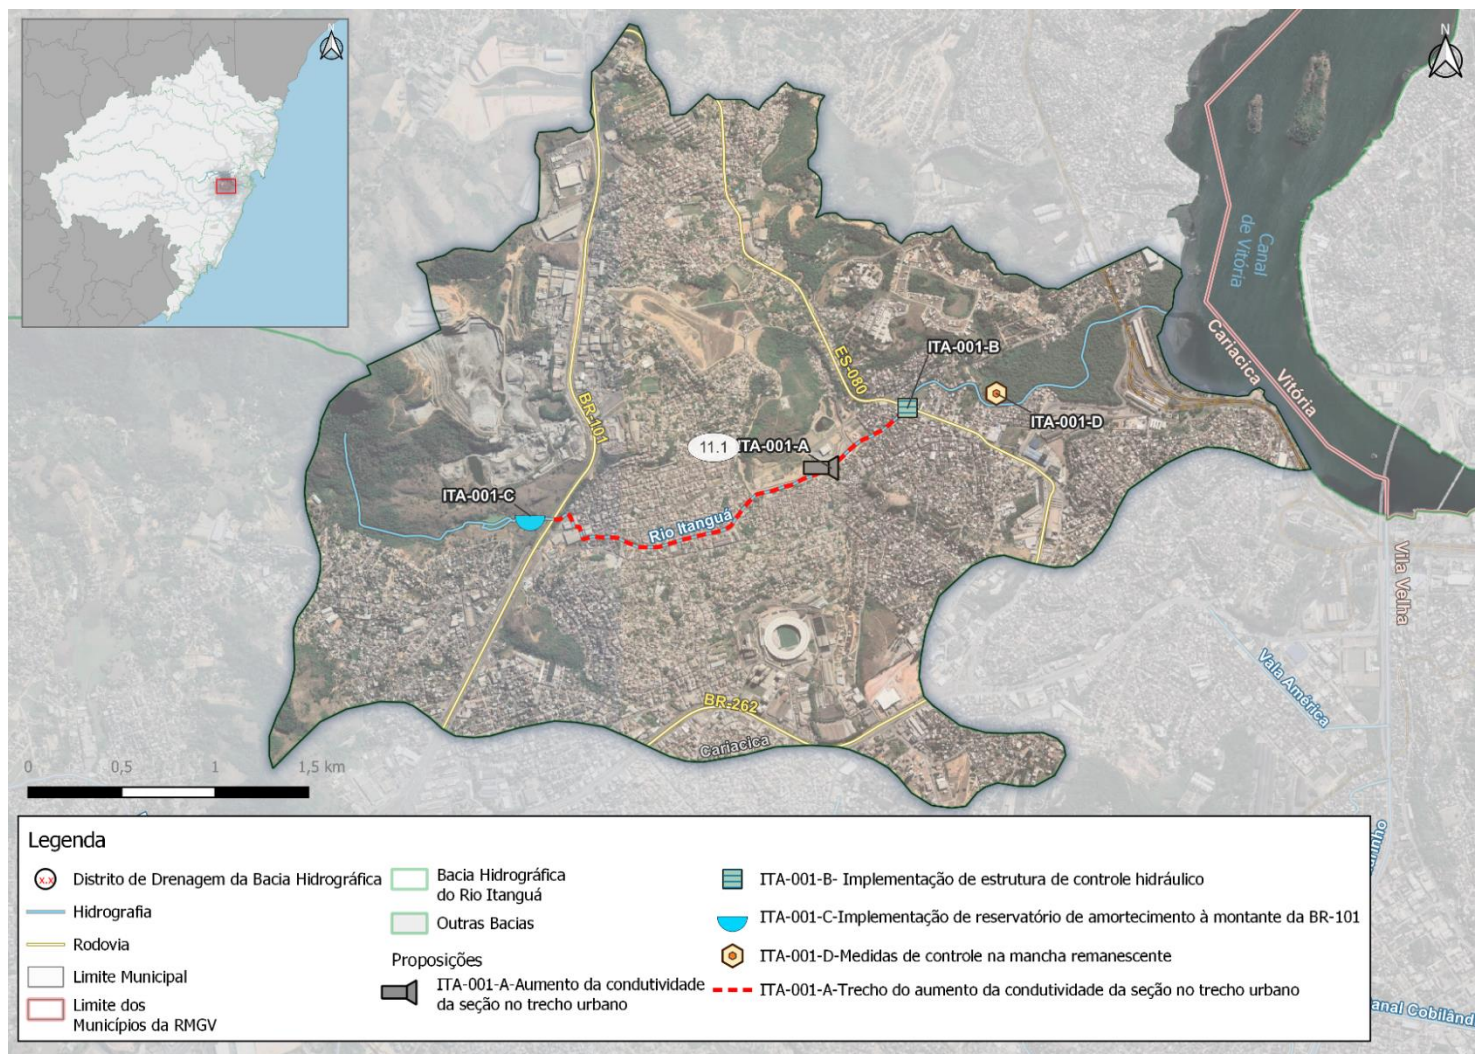 N
N
Canal
de Vitória
Cariacica
Vitória
ITA-001-B
ES-080
BR-101
ITA-001-D
11.1
ITA-001-A
ITA-001-C
Rio Itanguá
Vila Velha
Vala América
BR-262
Cariacica
0 0,5 1 1,5 km
Legenda
x.x Distrito de Drenagem da Bacia Hidrográfica
Hidrografia
Rodovia
Limite Municipal
Limite dos
Municípios da RMGV
Bacia Hidrográfica
do Rio Itanguá
Outras Bacias
Proposições
ITA-001-A-Aumento da condutividade
da seção no trecho urbano
ITA-001-B- Implementação de estrutura de controle hidráulico
ITA-001-C-Implementação de reservatório de amortecimento à montante da BR-101
ITA-001-D-Medidas de controle na mancha remanescente
ITA-001-A-Trecho do aumento da condutividade da seção no trecho urbano